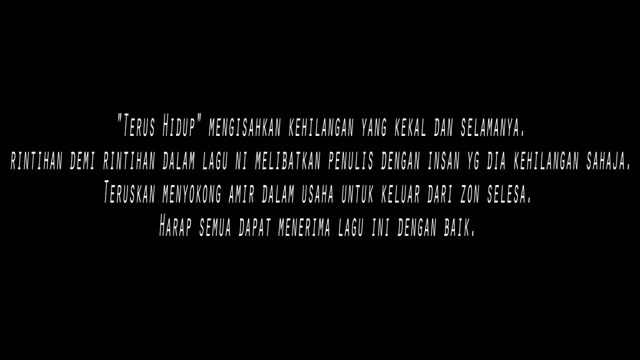 "Terus Hidup" mengisahkan kehilangan yang kekal dan selamanya.
rintihan demi rintihan dalam lagu ni melibatkan penulis dengan insan yg dia kehilangan sahaja.
Teruskan menyokong amir dalam usaha untuk keluar dari zon selesa.
Harap semua dapat menerima lagu ini dengan baik.